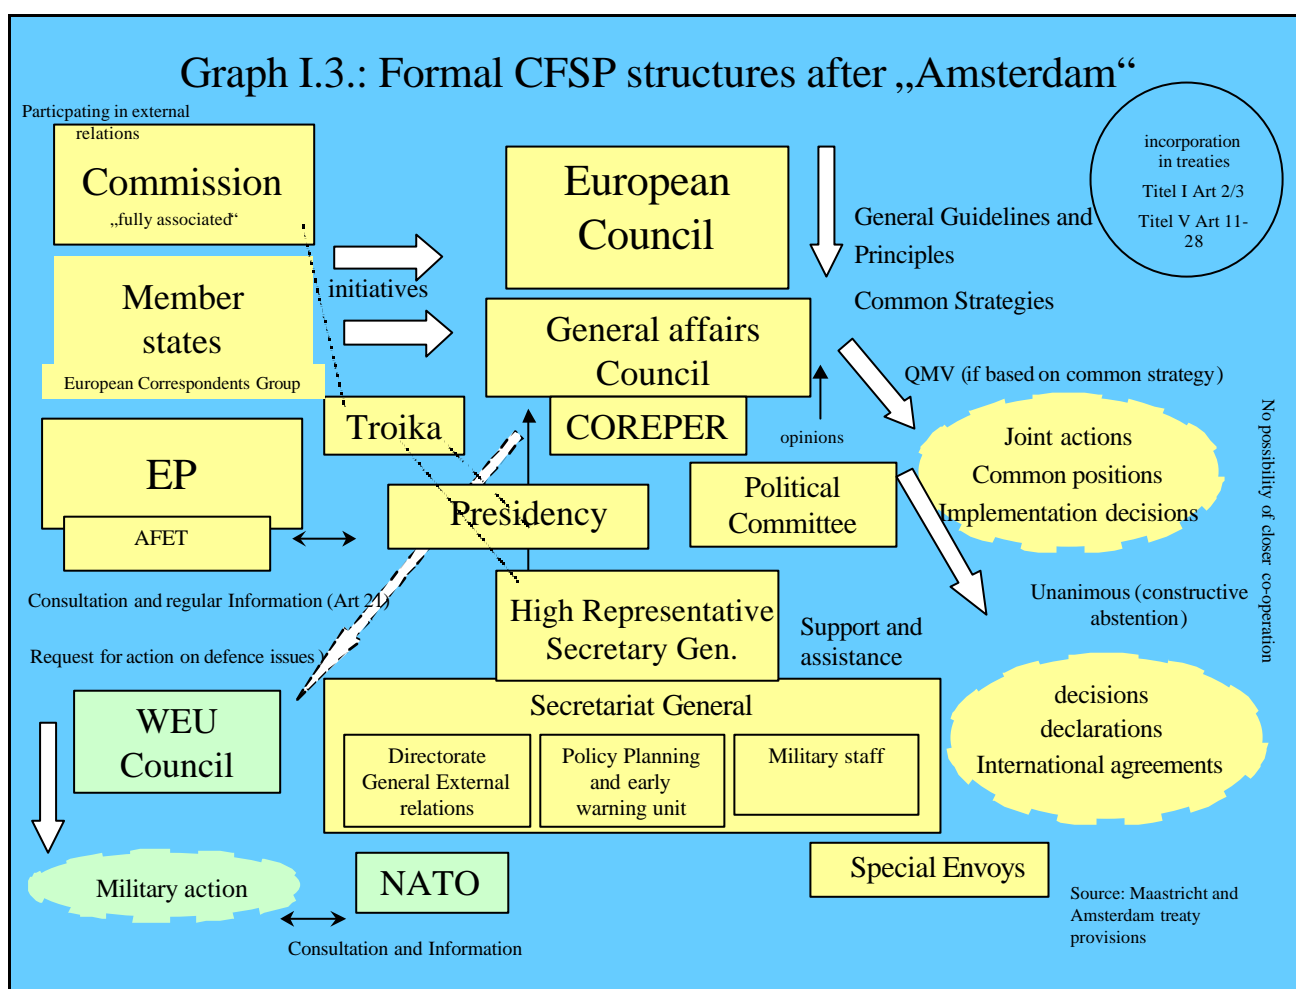 Graph I.3.: Formal CFSP structures after „Amsterdam“
Particpating in external
relations
Commission
„fully associated“
Member
states
European Correspondents Group
initiatives
European
Council
General Guidelines and
Principles
Common Strategies
incorporation
in treaties
Titel I Art 2/3
Titel V Art 11-
28
General affairs
Council
COREPER
Troika
opinions
QMV (if based on common strategy)
Joint actions
Common positions
Implementation decisions
No possibility of closer co-operation
EP
AFET
Presidency
Political
Committee
Consultation and regular Information (Art 21)
Request for action on defence issues )
High Representative
Secretary Gen.
Support and
assistance
Unanimous (constructive
abstention)
Secretariat General
Directorate
General External
relations
Policy Planning
and early
warning unit
Military staff
decisions
declarations
International agreements
WEU
Council
Military action
NATO
Consultation and Information
Special Envoys
Source: Maastricht and
Amsterdam treaty
provisions